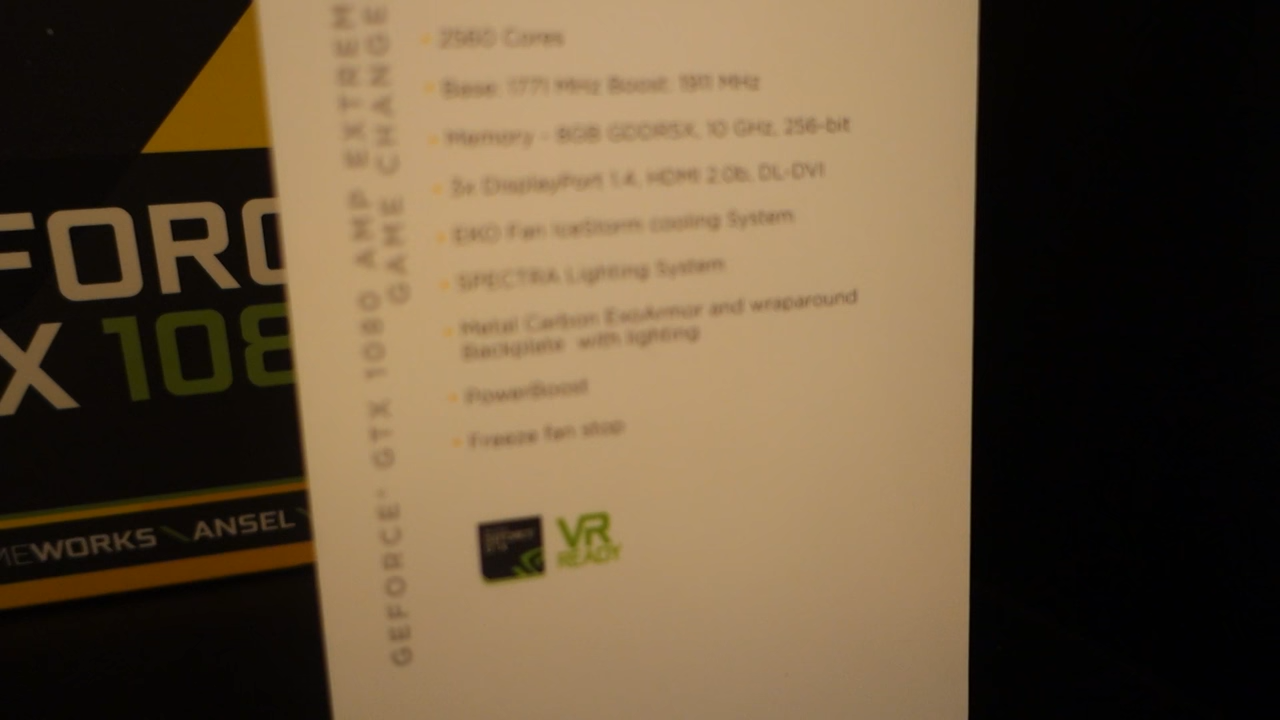 2560 Cores
Base: 1771 MHz Boost: 1911 MHz
Memory - 8GB GDDR5X, 10 GHz, 256-bit
3x DisplayPort 1.4, HDMI 2.0b, DL-DVI
EKO Fan IceStorm cooling System
SPECTRA Lighting System
Metal Carbon ExoArmor and wraparound
Backplate with lighting
PowerBoost
Freeze fan stop
GEFORCE® GTX 1080 AMP EXTREM
GAME CHANGE
VR
READY
FORC
X 108
MEWORKS \ ANSEL